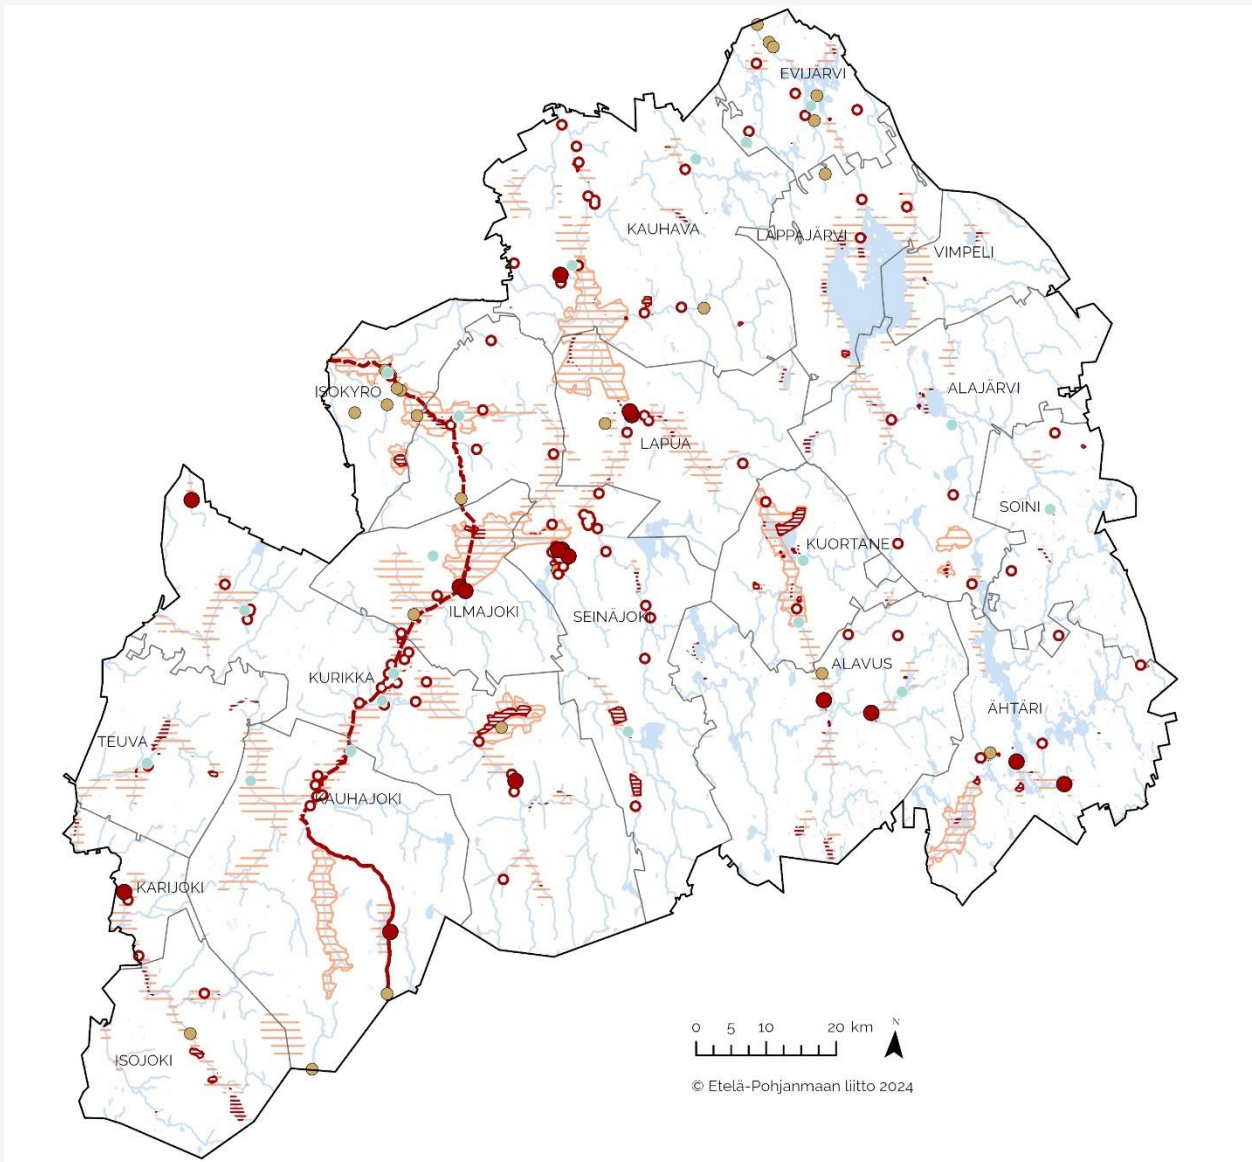 EVIJÄRVI
KAUHAVA
LAPPAJÄRVI
VIMPELI
ISOKYRÖ
ALAJÄRVI
LAPUA
SOINI
KUORTANE
ILMAJOKI
SEINÄJOKI
ALAVUS
KURIKKA
ÄHTÄRI
TEUVA
KAUHAJOKI
KARIJOKI
ISOJOKI
0 5 10 20 km
N
© Etelä-Pohjanmaan liitto 2024